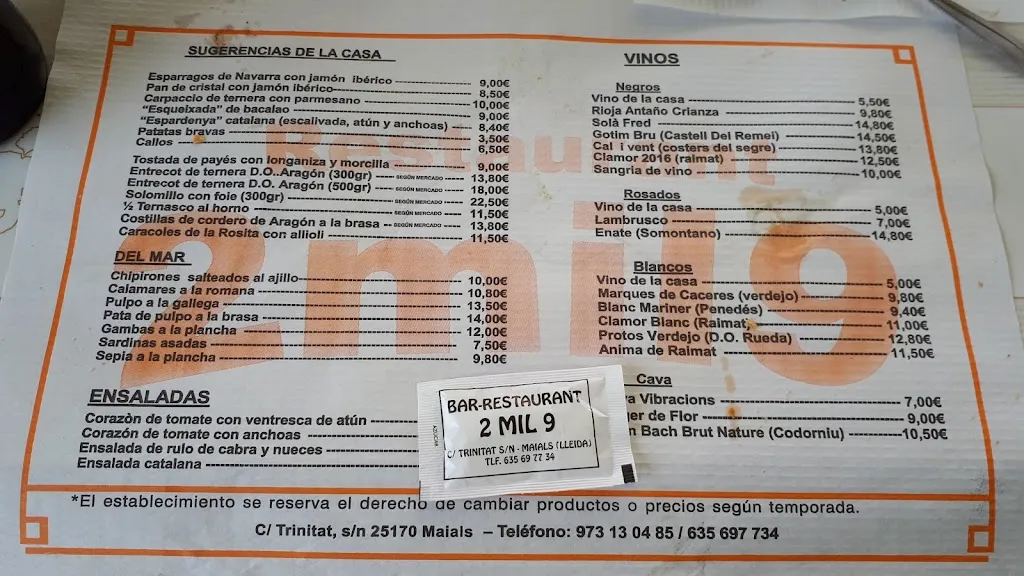 SUGERENCIAS DE LA CASA
Esparragos de Navarra con jamón ibérico 9,00€
Pan de cristal con jamón ibérico 8,50€
Carpaccio de ternera con parmesano 10,00€
"Esqueixada" de bacalao 9,00€
"Espardenya" catalana (escalivada, atún y anchoas) 8,40€
Patatas bravas 3,50€
Callos 6,50€
Tostada de payés con longaniza y morcilla 9,00€
Entrecot de ternera D.O..Aragón (300gr) SEGÚN MERCADO 13,80€
Entrecot de ternera D.O. Aragón (500gr) SEGÚN MERCADO 18,00€
Solomillo con foie (300gr) 22,50€
½ Ternasco al horno SEGÚN MERCADO 11,50€
Costillas de cordero de Aragón a la brasa SEGÚN MERCADO 13,80€
Caracoles de la Rosita con allioli 11,50€
DEL MAR
Chipirones salteados al ajillo 10,00€
Calamares a la romana 10,80€
Pulpo a la gallega 13,50€
Pata de pulpo a la brasa 14,00€
Gambas a la plancha 12,00€
Sardinas asadas 7,50€
Sepia a la plancha 9,80€
ENSALADAS
Corazòn de tomate con ventresca de atún
Corazón de tomate con anchoas
Ensalada de rulo de cabra y nueces
Ensalada catalana
VINOS
Negros
Vino de la casa 5,50€
Rioja Antaño Crianza 9,80€
Solà Fred 14,80€
Gotim Bru (Castell Del Remei) 14,50€
Cal i vent (costers del segre) 13,80€
Clamor 2016 (raimat) 12,50€
Sangria de vino 10,00€
Rosados
Vino de la casa 5,00€
Lambrusco 7,00€
Enate (Somontano) 14,80€
Blancos
Vino de la casa 5,00€
Marques de Caceres (verdejo) 9,80€
Blanc Mariner (Penedés) 9,40€
Clamor Blanc (Raimat, 11,00€
Protos Verdejo (D.O. Rueda) 12,80€
Anima de Raimat 11,50€
Cava
Vibracions 7,00€
de Flor 9,00€
Bach Brut Nature (Codorniu) 10,50€
Restaurant
2mil9
BAR-RESTAURANT
2 MIL 9
C/ TRINITAT S/N - MAIALS (LLEIDA)
TLF. 635 69 77 34
*El establecimiento se reserva el derecho de cambiar productos o precios según temporada.
C/ Trinitat, s/n 25170 Maials – Teléfono: 973 13 04 85 / 635 697 734